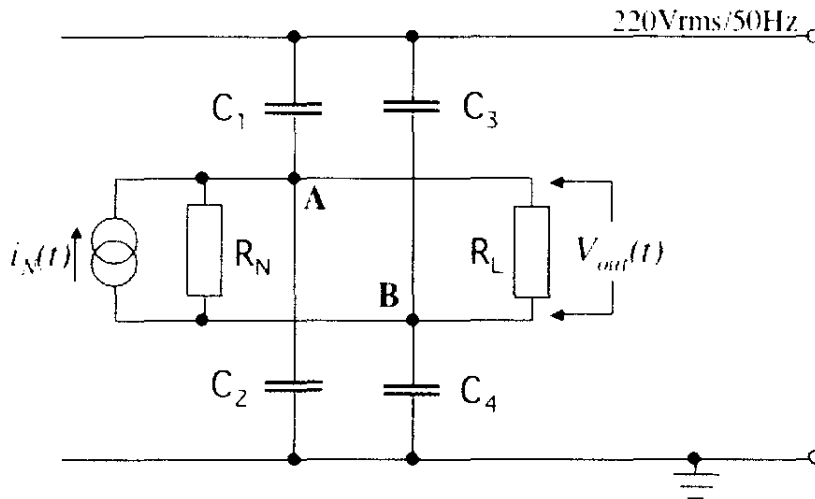 220Vrms/50Hz
C1
C3
A
iN(t)
RN
RL
Vout(t)
B
C2
C4